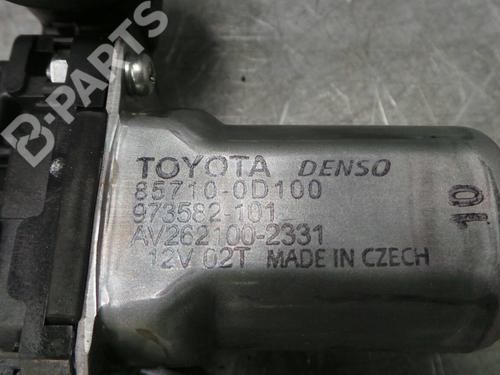 B-PARTS
TOYOTA DENSO
85710-0D100
973582-101
AV262100-2331
12V 02T MADE IN CZECH
10